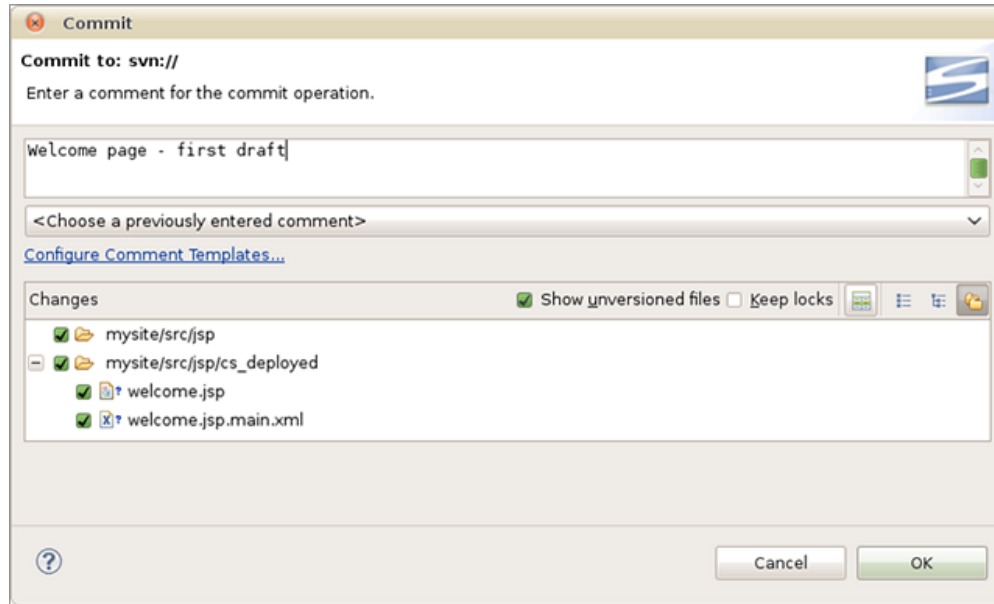 Commit
Commit to: svn://
Enter a comment for the commit operation.
Welcome page - first draft
<Choose a previously entered comment>
Configure Comment Templates...
Changes Show unversioned files Keep locks
mysite/src/jsp
mysite/src/jsp/cs_deployed
welcome.jsp
welcome.jsp.main.xml
Cancel OK